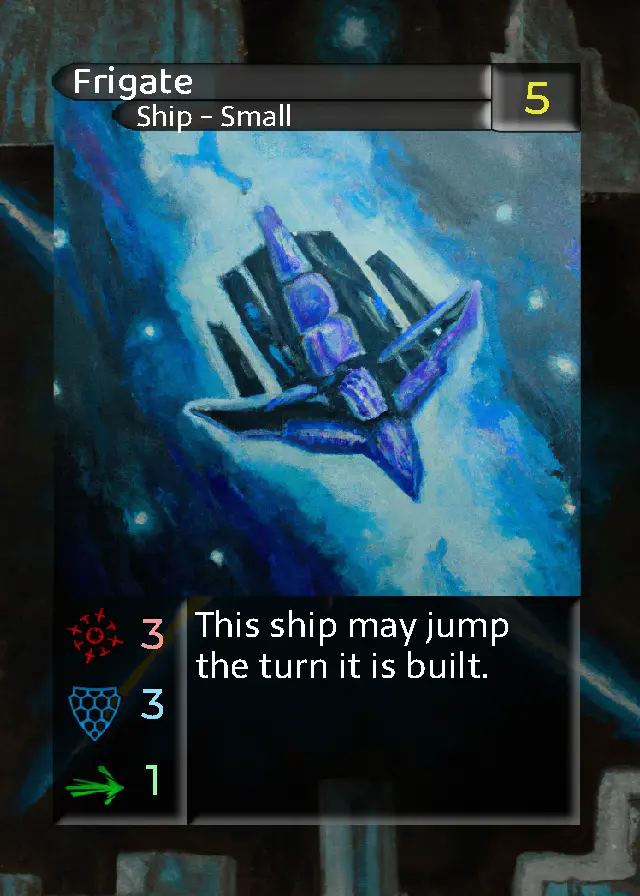 Frigate
5
Ship – Small
3
This ship may jump
the turn it is built.
3
1